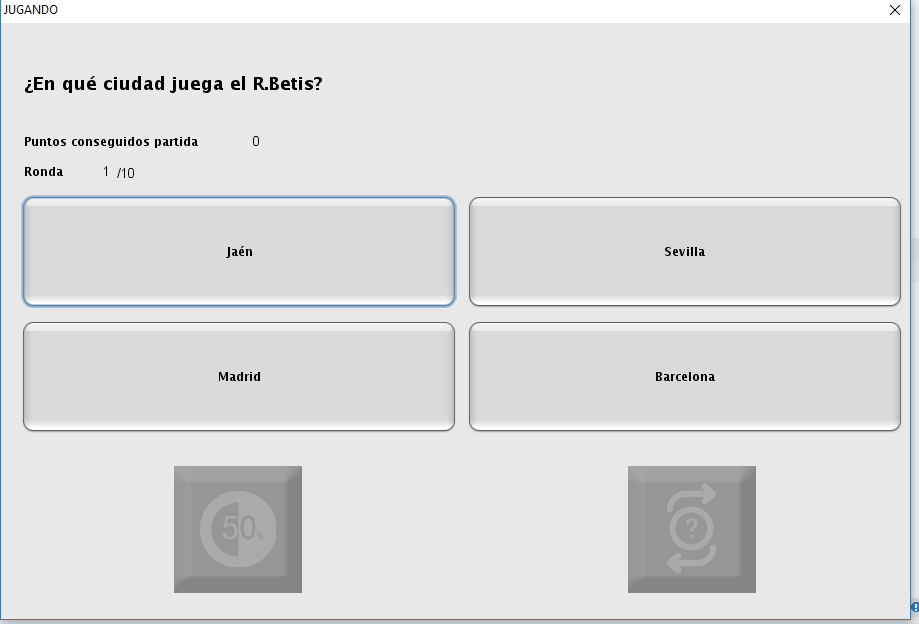 JUGANDO
¿En qué ciudad juega el R.Betis?
Puntos conseguidos partida 0
Ronda 1 /10
Jaén Sevilla
Madrid Barcelona
50% ?